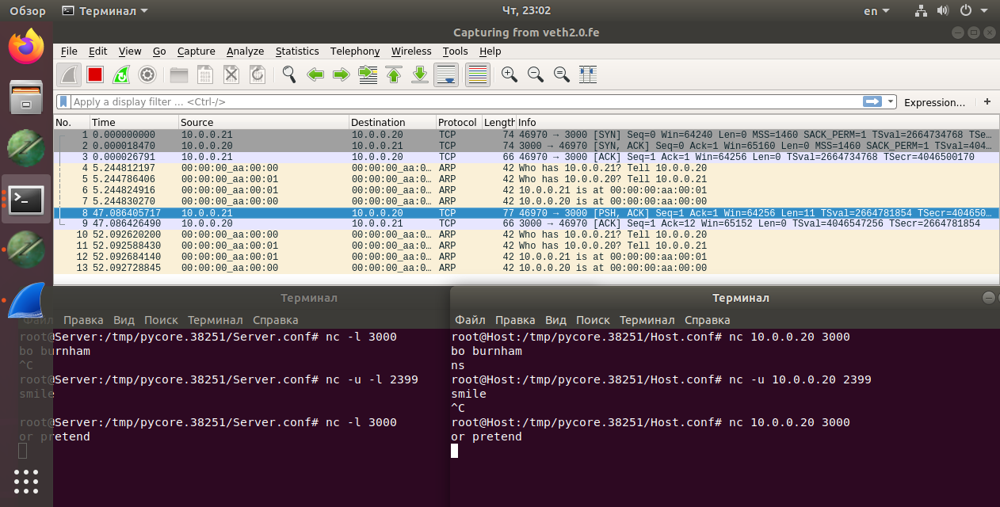 Обзор Терминал Чт, 23:02 en
Capturing from veth2.0.fe
File Edit View Go Capture Analyze Statistics Telephony Wireless Tools Help
Apply a display filter ... <Ctrl-/> Expression… +
No. Time Source Destination Protocol Length Info
1 0.000000000 10.0.0.21 10.0.0.20 TCP 74 46970 → 3000 [SYN] Seq=0 Win=64240 Len=0 MSS=1460 SACK_PERM=1 TSval=2664734768 TSe…
2 0.000018470 10.0.0.20 10.0.0.21 TCP 74 3000 → 46970 [SYN, ACK] Seq=0 Ack=1 Win=65160 Len=0 MSS=1460 SACK_PERM=1 TSval=404…
3 0.000026791 10.0.0.21 10.0.0.20 TCP 66 46970 → 3000 [ACK] Seq=1 Ack=1 Win=64256 Len=0 TSval=2664734768 TSecr=4046500170
4 5.244812197 00:00:00_aa:00:00 00:00:00_aa:0… ARP 42 Who has 10.0.0.21? Tell 10.0.0.20
5 5.244786406 00:00:00_aa:00:01 00:00:00_aa:0… ARP 42 Who has 10.0.0.20? Tell 10.0.0.21
6 5.244824916 00:00:00_aa:00:01 00:00:00_aa:0… ARP 42 10.0.0.21 is at 00:00:00:aa:00:01
7 5.244830270 00:00:00_aa:00:00 00:00:00_aa:0… ARP 42 10.0.0.20 is at 00:00:00:aa:00:00
8 47.086405717 10.0.0.21 10.0.0.20 TCP 77 46970 → 3000 [PSH, ACK] Seq=1 Ack=1 Win=64256 Len=11 TSval=2664781854 TSecr=404650…
9 47.086426490 10.0.0.20 10.0.0.21 TCP 66 3000 → 46970 [ACK] Seq=1 Ack=12 Win=65152 Len=0 TSval=4046547256 TSecr=2664781854
10 52.092620200 00:00:00_aa:00:00 00:00:00_aa:0… ARP 42 Who has 10.0.0.21? Tell 10.0.0.20
11 52.092588430 00:00:00_aa:00:01 00:00:00_aa:0… ARP 42 Who has 10.0.0.20? Tell 10.0.0.21
12 52.092684140 00:00:00_aa:00:01 00:00:00_aa:0… ARP 42 10.0.0.21 is at 00:00:00:aa:00:01
13 52.092728845 00:00:00_aa:00:00 00:00:00_aa:0… ARP 42 10.0.0.20 is at 00:00:00:aa:00:00
Терминал
Файл Правка Вид Поиск Терминал Справка
root@Server:/tmp/pycore.38251/Server.conf# nc -l 3000
bo burnham
^C
root@Server:/tmp/pycore.38251/Server.conf# nc -u -l 2399
smile
root@Server:/tmp/pycore.38251/Server.conf# nc -l 3000
or pretend
Терминал
Файл Правка Вид Поиск Терминал Справка
root@Host:/tmp/pycore.38251/Host.conf# nc 10.0.0.20 3000
bo burnham
ns
root@Host:/tmp/pycore.38251/Host.conf# nc -u 10.0.0.20 2399
smile
^C
root@Host:/tmp/pycore.38251/Host.conf# nc 10.0.0.20 3000
or pretend